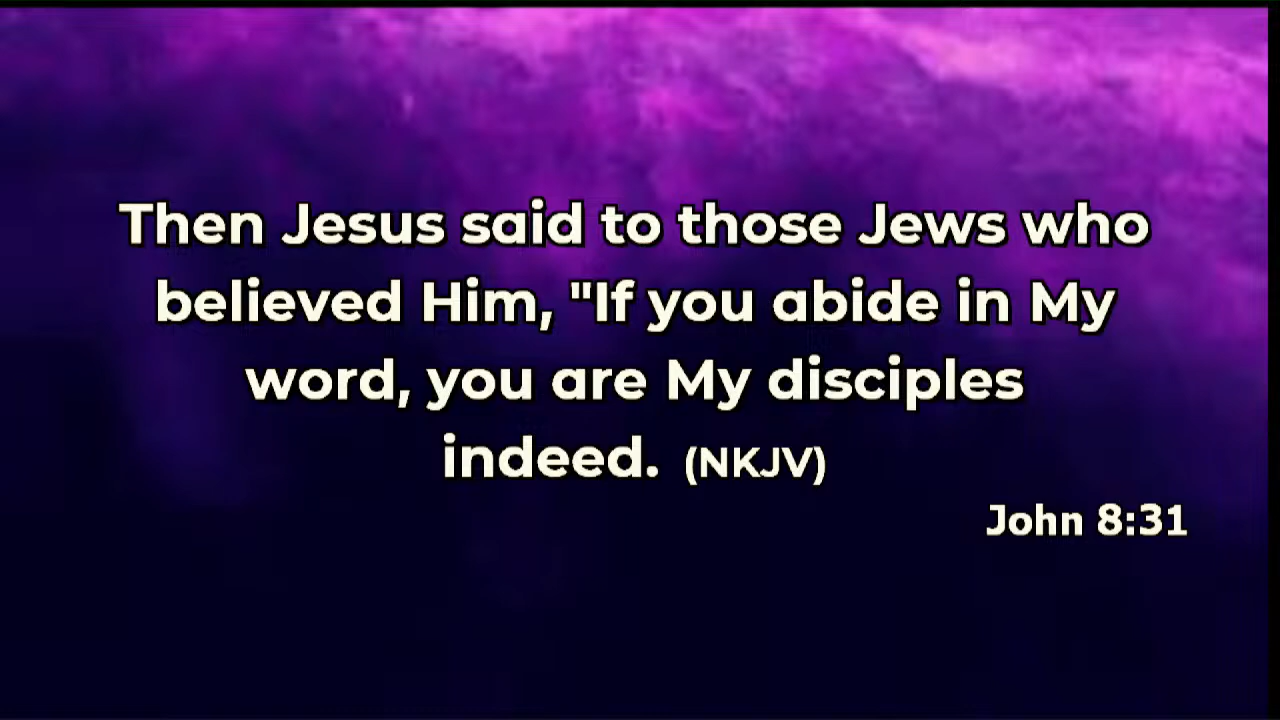 Then Jesus said to those Jews who
believed Him, "If you abide in My
word, you are My disciples
indeed. (NKJV)
John 8:31